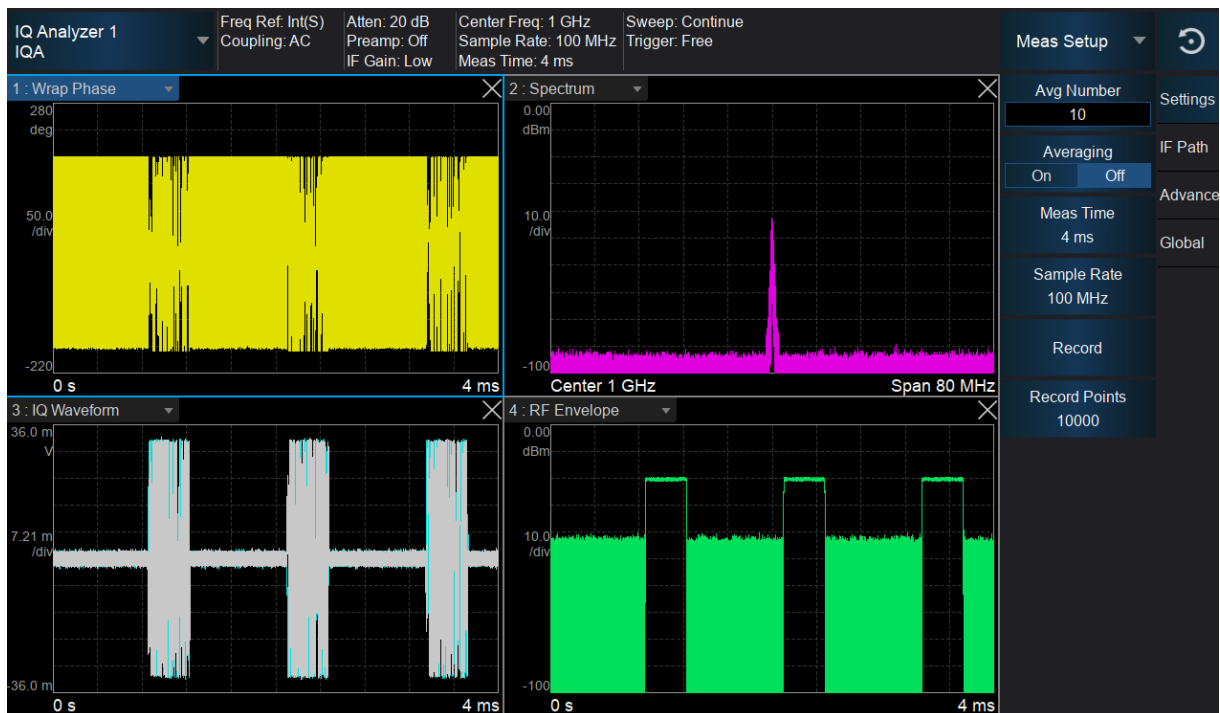 IQ Analyzer 1
IQA
Freq Ref: Int(S)
Coupling: AC
Atten: 20 dB
Preamp: Off
IF Gain: Low
Center Freq: 1 GHz
Sample Rate: 100 MHz
Meas Time: 4 ms
Sweep: Continue
Trigger: Free
Meas Setup
1 : Wrap Phase
280
deg
50.0
/div
-220
0 s
4 ms
2 : Spectrum
0.00
dBm
10.0
/div
-100
Center 1 GHz
Span 80 MHz
3 : IQ Waveform
36.0 m
V
7.21 m
/div
-36.0 m
0 s
4 ms
4 : RF Envelope
0.00
dBm
10.0
/div
-100
0 s
4 ms
Avg Number
10
Averaging
On Off
Meas Time
4 ms
Sample Rate
100 MHz
Record
Record Points
10000
Settings
IF Path
Advance
Global